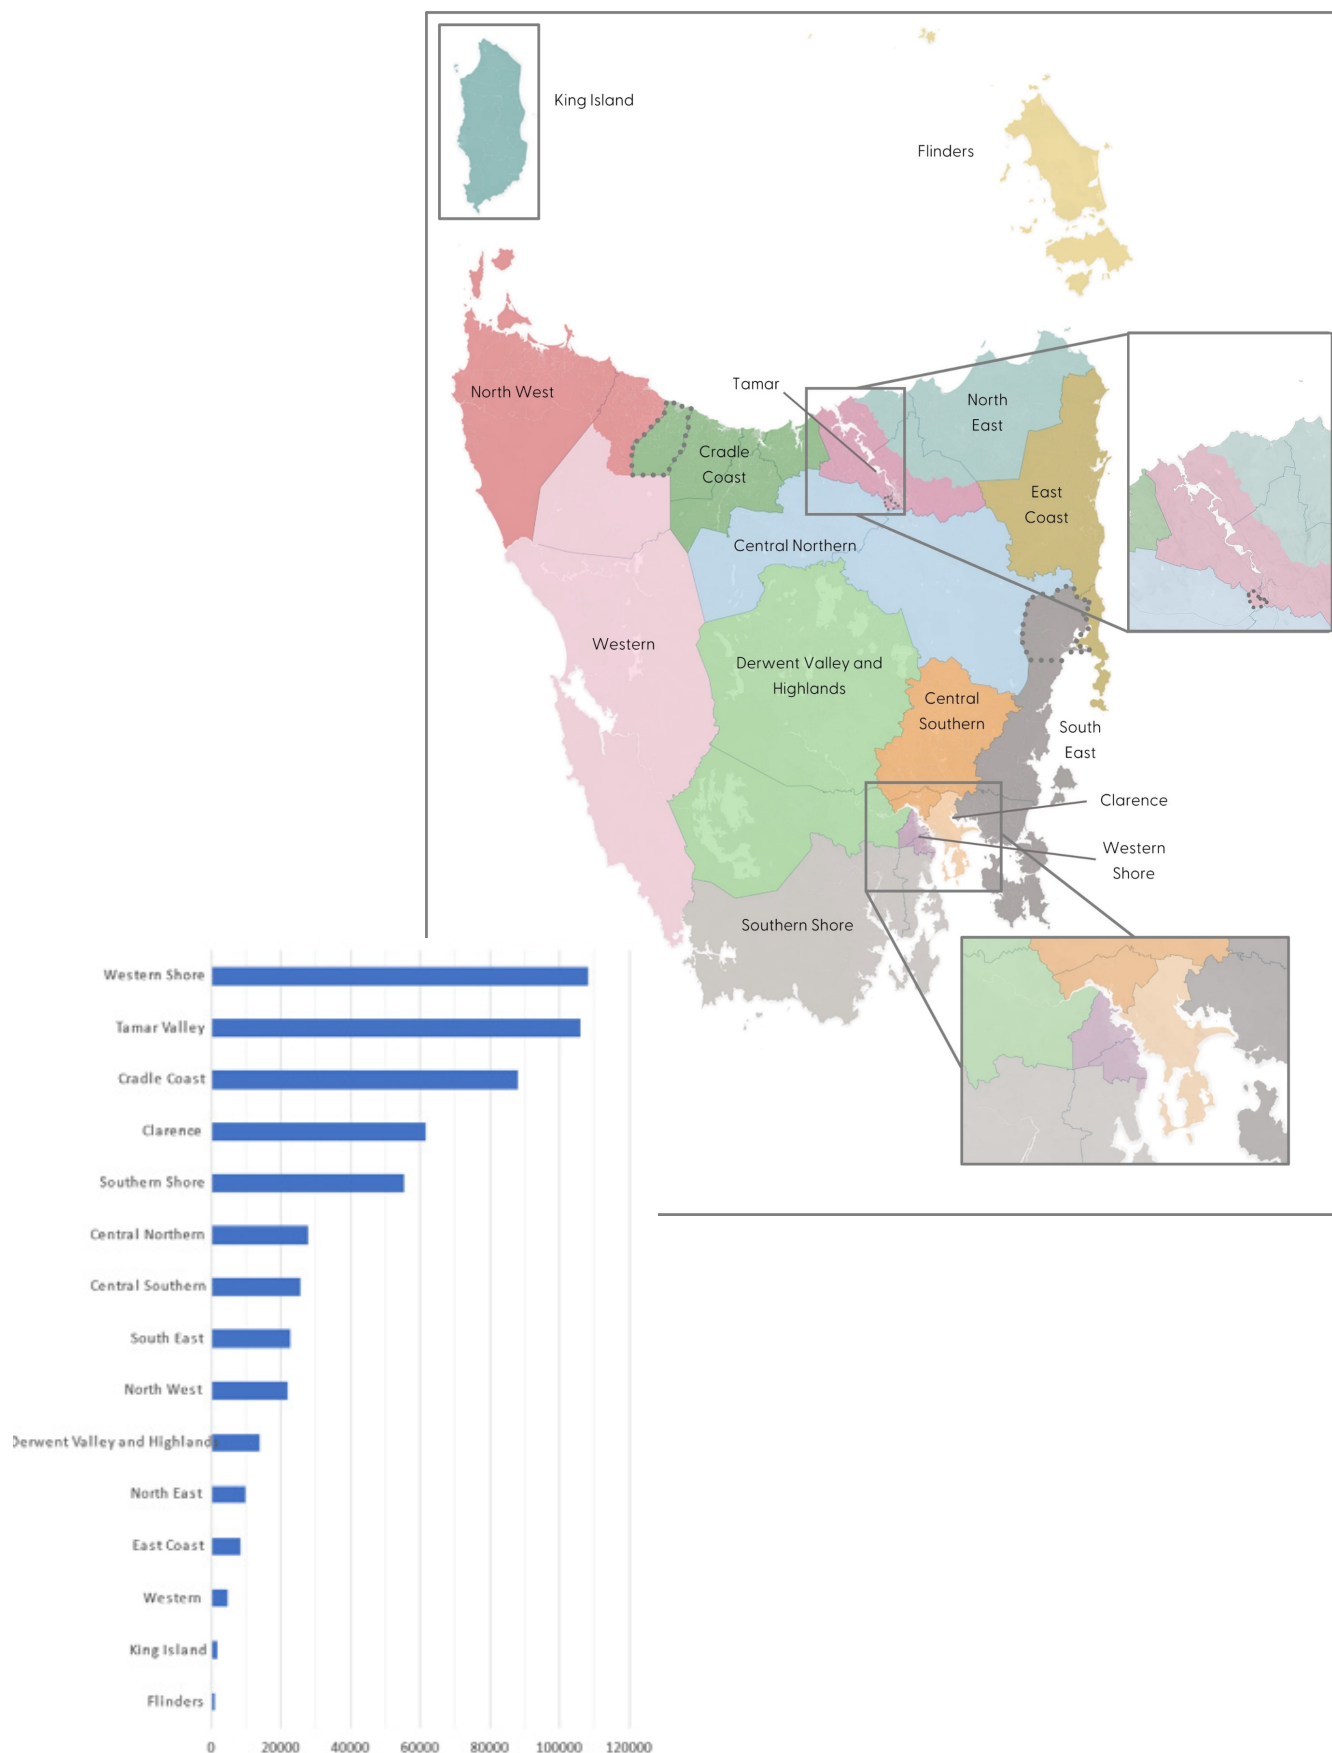 King Island
Flinders
North West
Tamar
North
East
Cradle
Coast
East
Coast
Central Northern
Western
Derwent Valley and
Highlands
Central
Southern
South
East
Clarence
Western
Shore
Southern Shore
Western Shore
Tamar Valley
Cradle Coast
Clarence
Southern Shore
Central Northern
Central Southern
South East
North West
Derwent Valley and Highlands
North East
East Coast
Western
King Island
Flinders
0 20000 40000 60000 80000 100000 120000